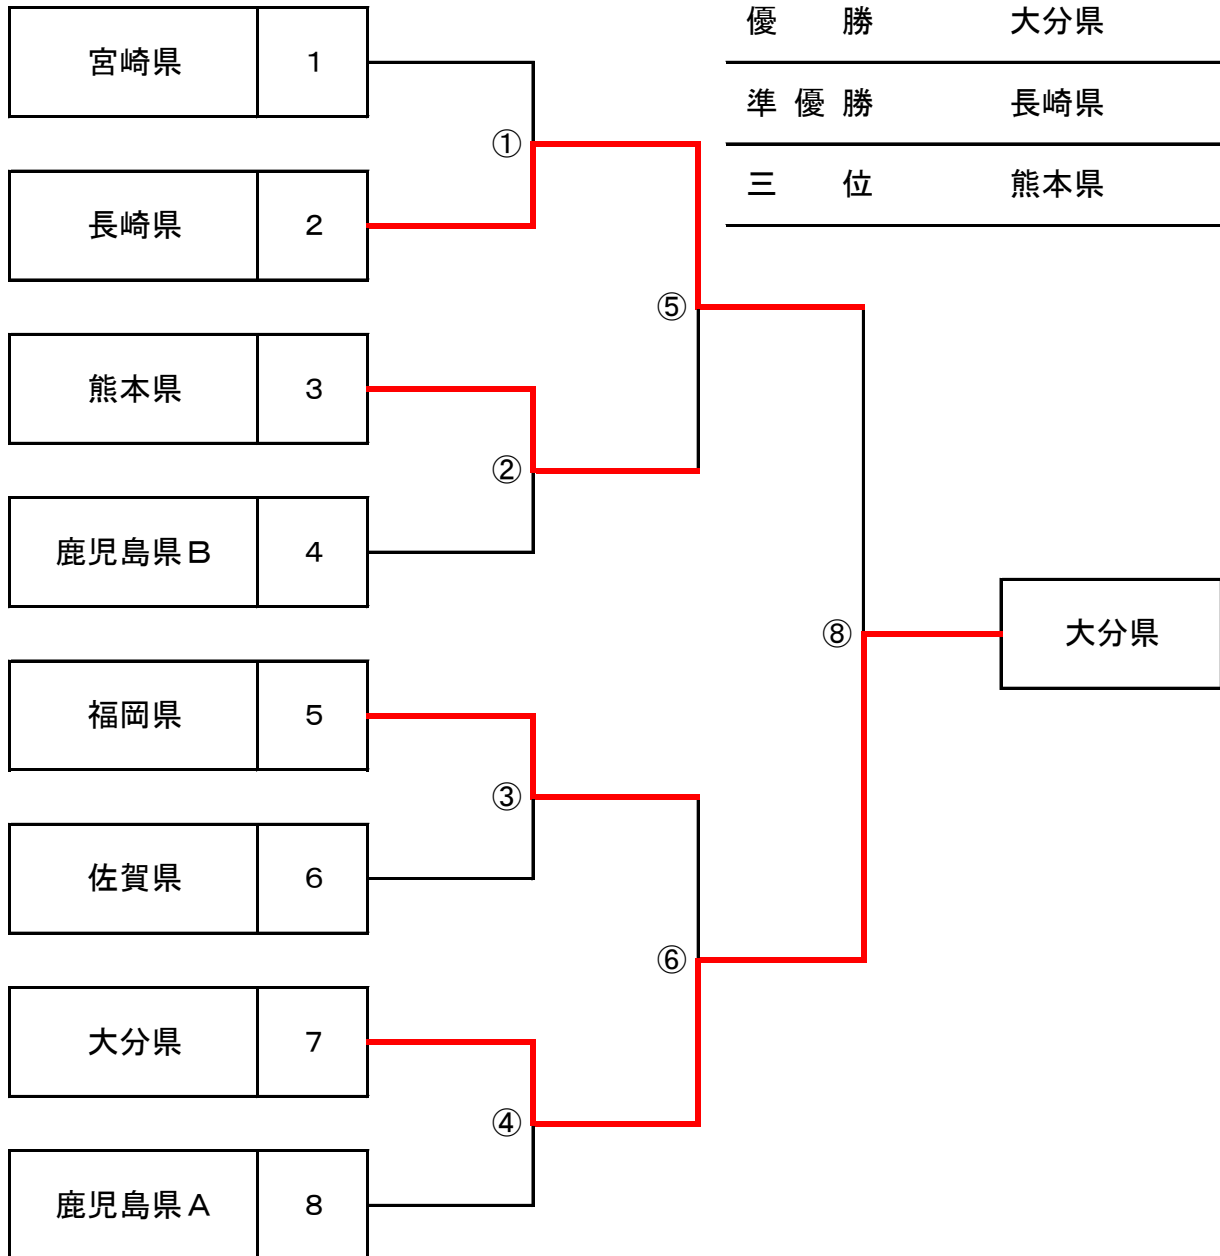 優　勝　大分県
宮崎県　1
準優勝　長崎県
①
三　位　熊本県
長崎県　2
⑤
熊本県　3
②
鹿児島県B　4
⑧　大分県
福岡県　5
③
佐賀県　6
⑥
大分県　7
④
鹿児島県A　8